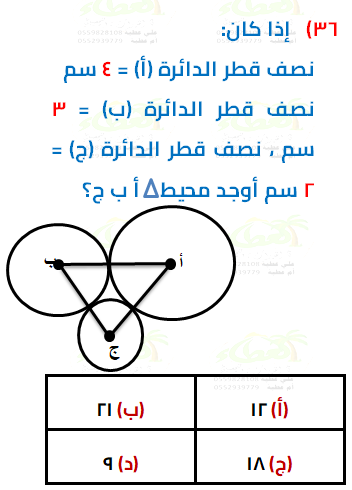 ٣٦) إذا كان:
نصف قطر الدائرة (أ) = ٤ سم
نصف قطر الدائرة (ب) = ٣
سم ، نصف قطر الدائرة (ج) =
٢ سم أوجد محيط Δ أ ب ج؟
ب أ
ج
(أ) ١٢ (ب) ٢١
(ج) ١٨ (د) ٩